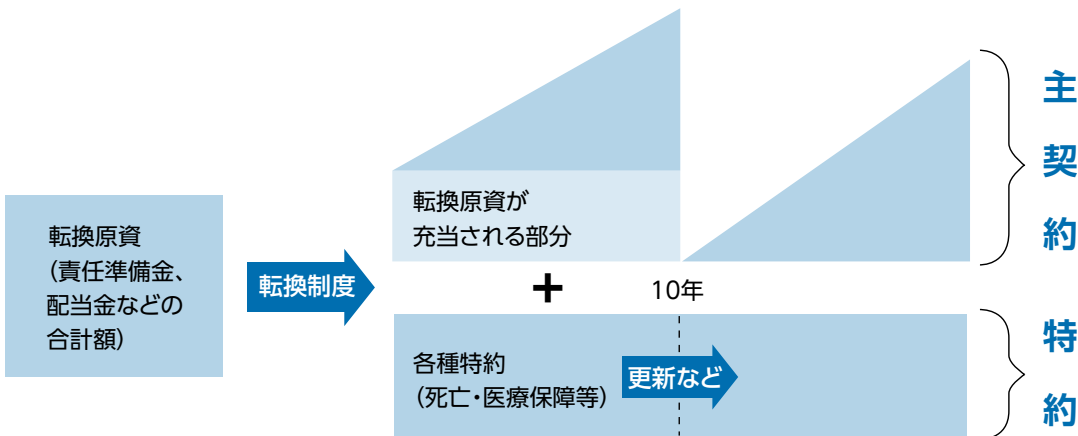 転換原資
（責任準備金、
配当金などの
合計額）
転換制度
転換原資が
充当される部分
+
10年
各種特約
（死亡・医療保障等）
更新など
主契約
特約